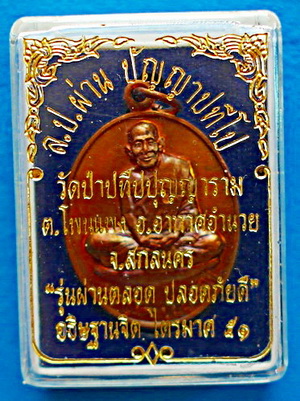 ล.ป.ผ่าน ปัญญาปทีโป
วัดป่าปทีปปุญญาราม
ต.โพนแพง อ.อากาศอำนวย
จ.สกลนคร
“รุ่นผ่านตลอด ปลอดภัยดี”
อธิษฐานจิต ไตรมาศ ๕๑